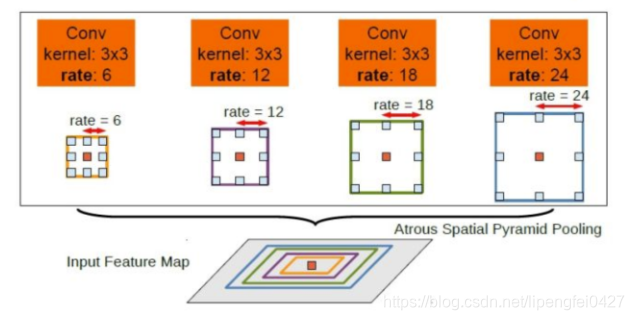 Conv
kernel: 3x3
rate: 6
Conv
kernel: 3x3
rate: 12
Conv
kernel: 3x3
rate: 18
Conv
kernel: 3x3
rate: 24
rate = 6
rate = 12
rate = 18
rate = 24
Atrous Spatial Pyramid Pooling
Input Feature Map
https://blog.csdn.net/lipengfei0427